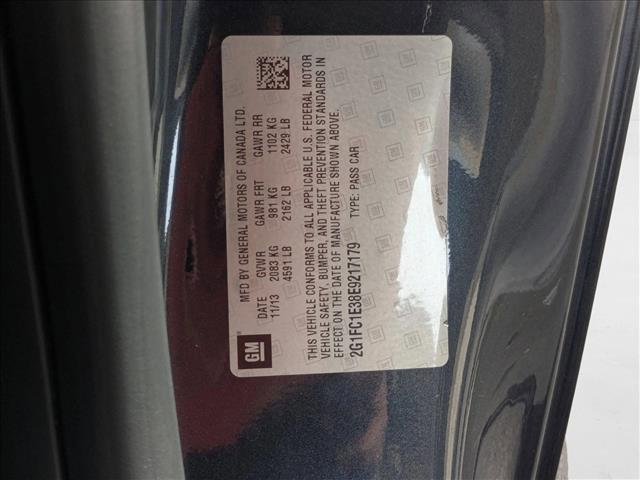 MFD BY GENERAL MOTORS OF CANADA LTD.
DATE GVWR GAWR FRT GAWR RR
11/13 2083 KG 981 KG 1102 KG
4591 LB 2162 LB 2429 LB
THIS VEHICLE CONFORMS TO ALL APPLICABLE U.S. FEDERAL MOTOR
VEHICLE SAFETY, BUMPER, AND THEFT PREVENTION STANDARDS IN
EFFECT ON THE DATE OF MANUFACTURE SHOWN ABOVE.
2G1FC1E38E9217179 TYPE: PASS CAR
GM